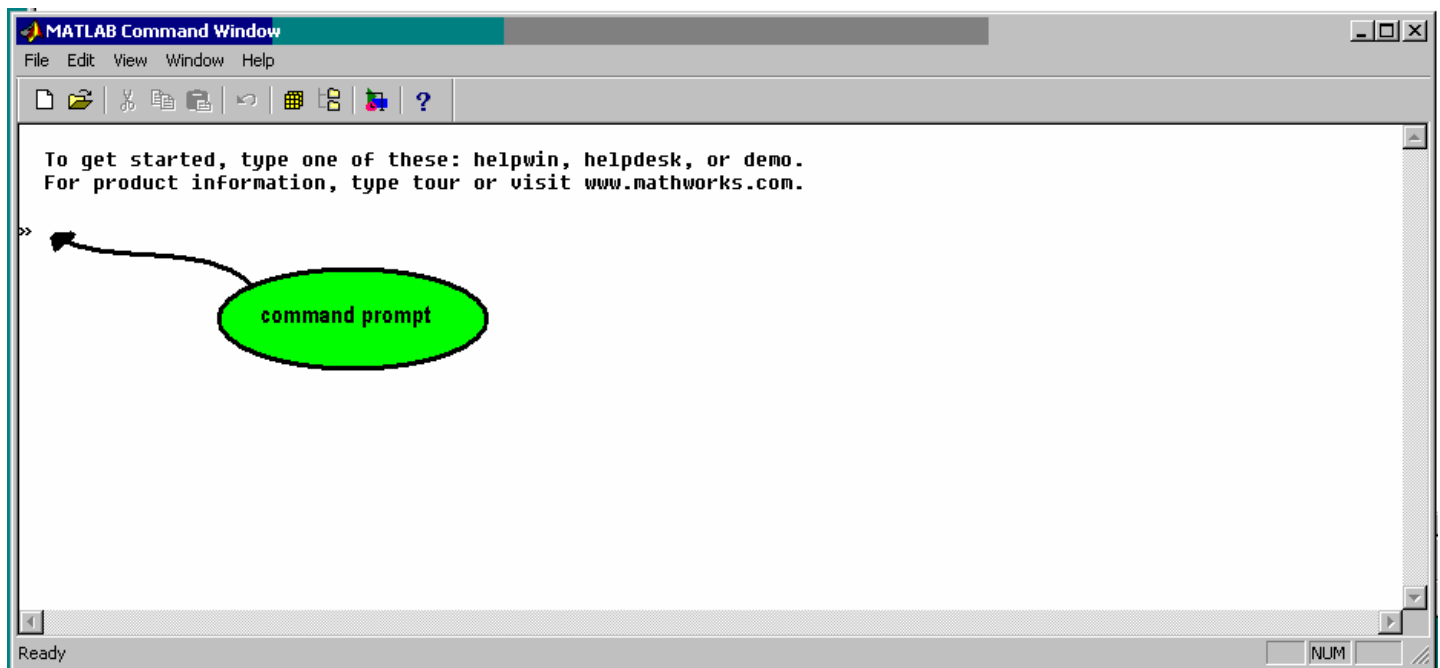 MATLAB Command Window
File Edit View Window Help
?
To get started, type one of these: helpwin, helpdesk, or demo.
For product information, type tour or visit www.mathworks.com.
»
command prompt
Ready NUM